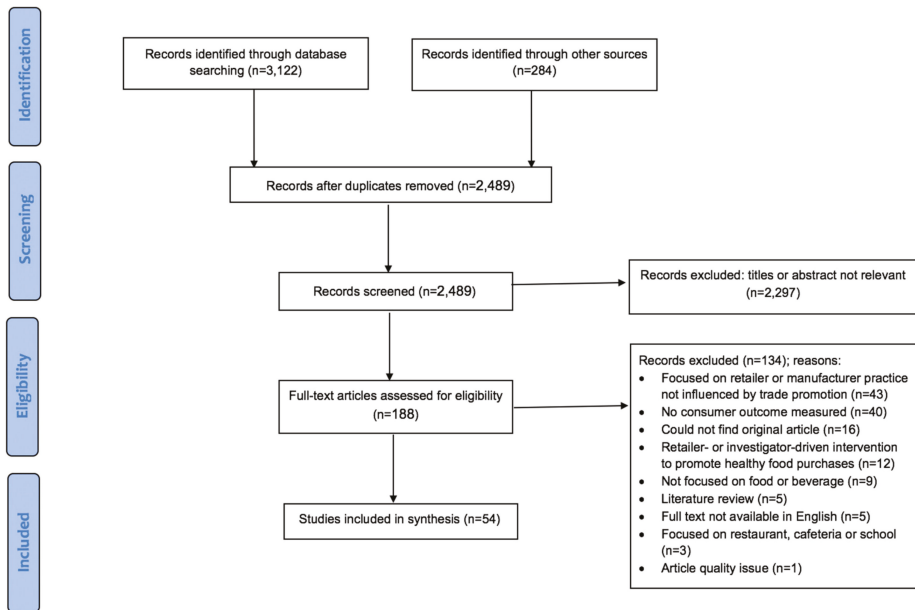 Identification
Records identified through database
searching (n=3,122)
Records identified through other sources
(n=284)
Screening
Records after duplicates removed (n=2,489)
Records screened (n=2,489)
Records excluded: titles or abstract not relevant
(n=2,297)
Eligibility
Full-text articles assessed for eligibility
(n=188)
Records excluded (n=134); reasons:
• Focused on retailer or manufacturer practice
not influenced by trade promotion (n=43)
• No consumer outcome measured (n=40)
• Could not find original article (n=16)
• Retailer- or investigator-driven intervention
to promote healthy food purchases (n=12)
• Not focused on food or beverage (n=9)
• Literature review (n=5)
• Full text not available in English (n=5)
• Focused on restaurant, cafeteria or school
(n=3)
• Article quality issue (n=1)
Included
Studies included in synthesis (n=54)